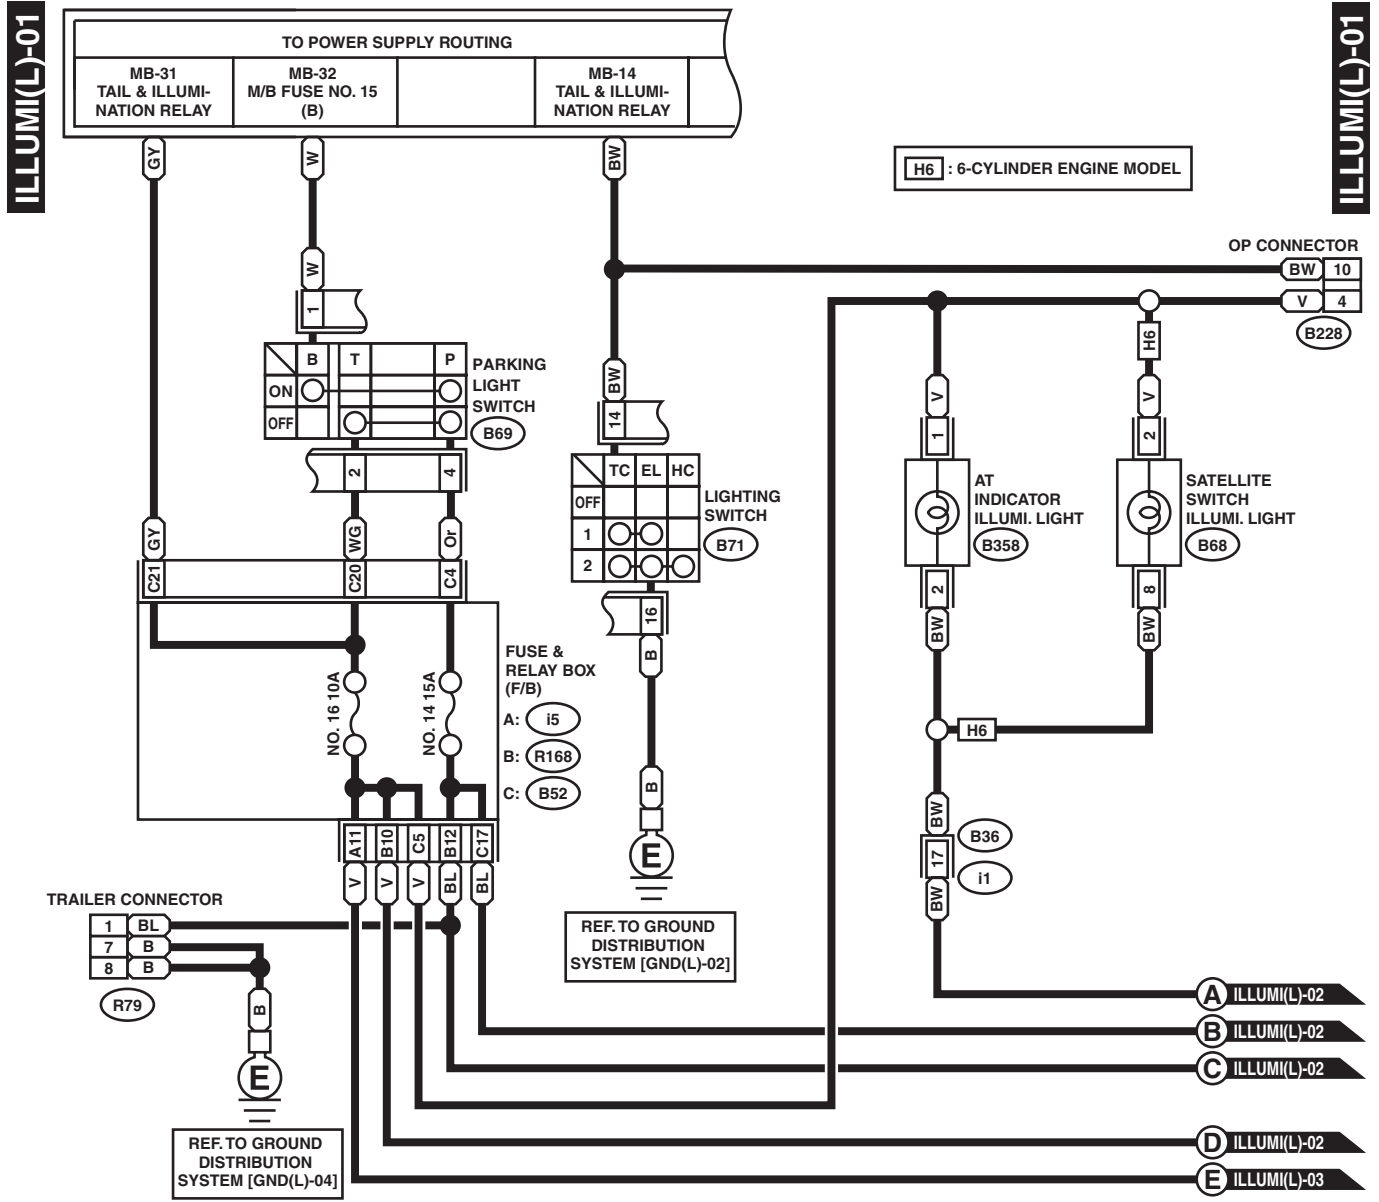 ILLUMI(L)-01
ILLUMI(L)-01
TO POWER SUPPLY ROUTING
MB-31
TAIL & ILLUMI-
NATION RELAY
MB-32
M/B FUSE NO. 15
(B)
MB-14
TAIL & ILLUMI-
NATION RELAY
GY
W
BW
H6 : 6-CYLINDER ENGINE MODEL
OP CONNECTOR
BW 10
V 4
B228
W
1
B T P
ON
OFF
PARKING
LIGHT
SWITCH
B69
2
4
BW
14
TC EL HC
OFF
1
2
LIGHTING
SWITCH
B71
16
B
B
E
REF. TO GROUND
DISTRIBUTION
SYSTEM [GND(L)-02]
H6
V
1
AT
INDICATOR
ILLUMI. LIGHT
B358
2
BW
V
2
SATELLITE
SWITCH
ILLUMI. LIGHT
B68
8
BW
H6
BW
17
BW
B36
i1
GY
WG
Or
C21
C20
C4
NO. 16 10A
NO. 14 15A
FUSE &
RELAY BOX
(F/B)
A: i5
B: R168
C: B52
A11
B10
C5
B12
C17
V
V
V
BL
BL
TRAILER CONNECTOR
1 BL
7 B
8 B
R79
B
E
REF. TO GROUND
DISTRIBUTION
SYSTEM [GND(L)-04]
A ILLUMI(L)-02
B ILLUMI(L)-02
C ILLUMI(L)-02
D ILLUMI(L)-02
E ILLUMI(L)-03